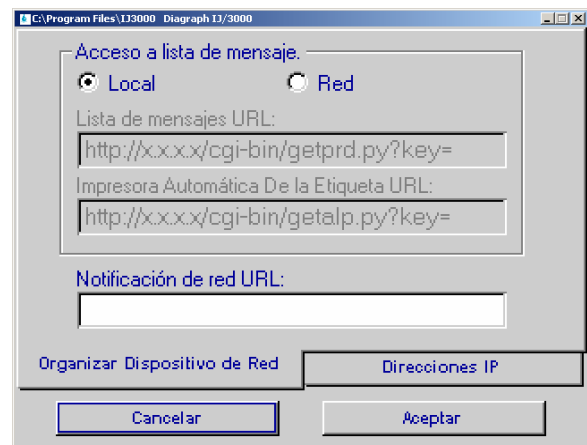 C:\Program Files\IJ3000 Diagraph IJ/3000
Acceso a lista de mensaje.
Local Red
Lista de mensajes URL:
http://x.x.x.x/cgi-bin/getprd.py?key=
Impresora Automática De la Etiqueta URL:
http://x.x.x.x/cgi-bin/getalp.py?key=
Notificación de red URL:
Organizar Dispositivo de Red Direcciones IP
Cancelar Aceptar